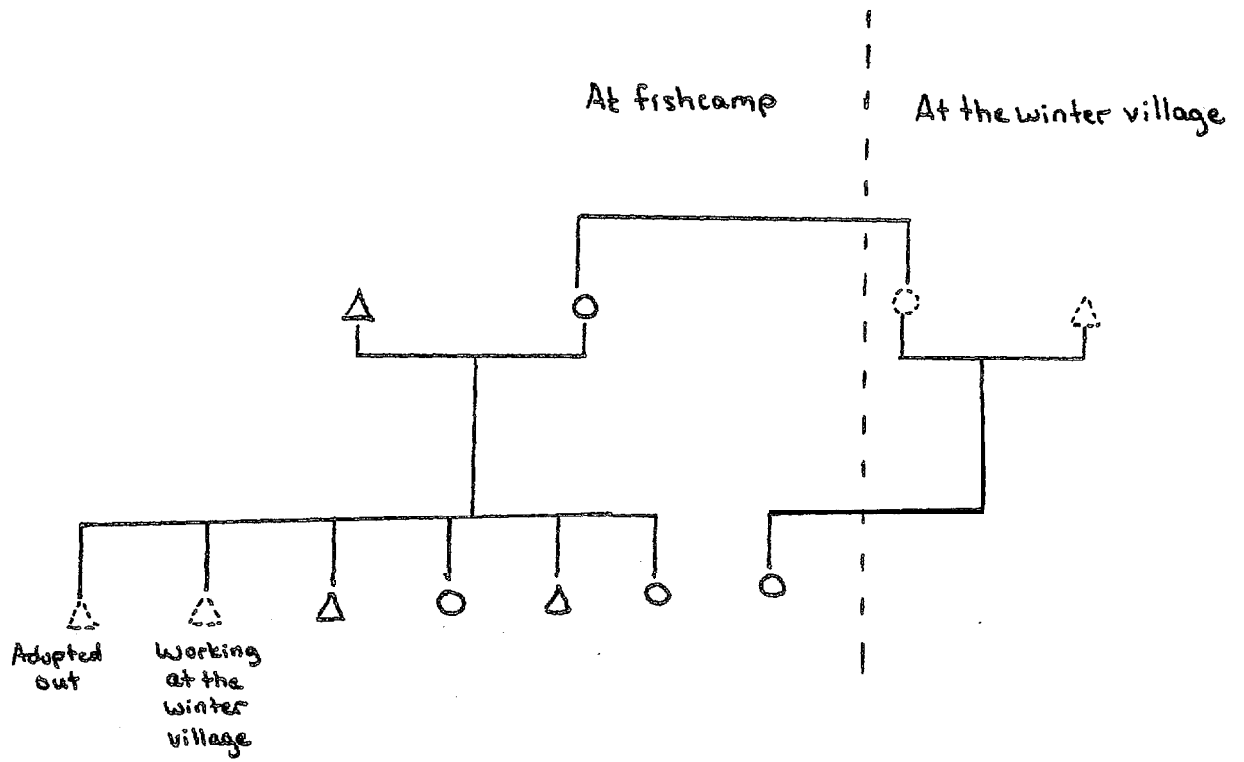 At fishcamp
At the winter village
Adopted
out
Working
at the
winter
village